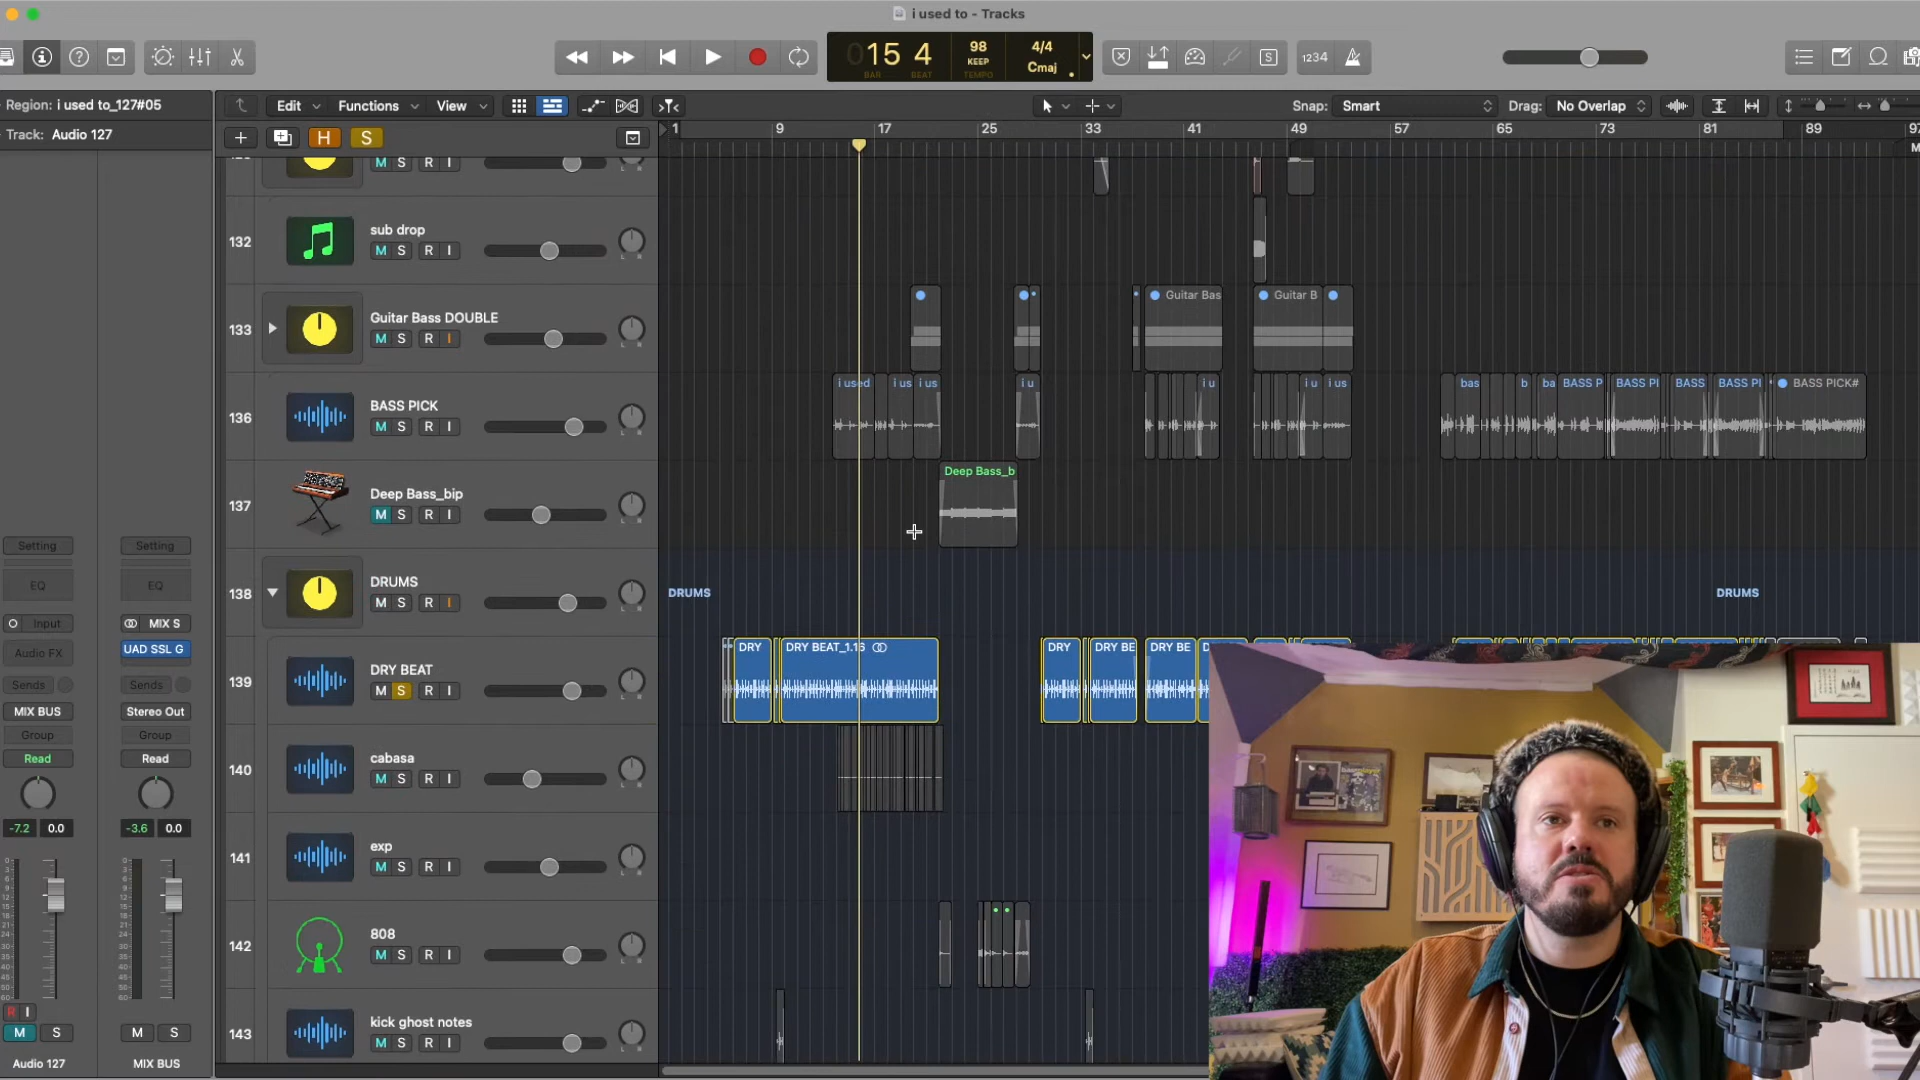 i used to - Tracks
15 4
BAR BEAT
98
KEEP
TEMPO
4/4
Cmaj
1234
S
Region: i used to_127#05
Track: Audio 127
Edit Functions View
Snap: Smart
Drag: No Overlap
H S
1 9 17 25 33 41 49 57 65 73 81 89 97
M S R I
132 sub drop
M S R I
133 Guitar Bass DOUBLE
M S R I
Guitar Bas Guitar B
136 BASS PICK
M S R I
i used i us i us i u i u i u i us bas b ba BASS P BASS PI BASS BASS PI BASS PICK#
137 Deep Bass_bip
M S R I
Deep Bass_b
138 DRUMS
M S R I
DRUMS DRUMS
139 DRY BEAT
M S R I
DRY DRY BEAT_1.16 DRY DRY BE DRY BE D
140 cabasa
M S R I
141 exp
M S R I
142 808
M S R I
143 kick ghost notes
M S R I
Setting Setting
EQ EQ
Input MIX S
Audio FX UAD SSL G
Sends Sends
MIX BUS Stereo Out
Group Group
Read Read
-7.2 0.0 -3.6 0.0
R I
M S M S
Audio 127 MIX BUS